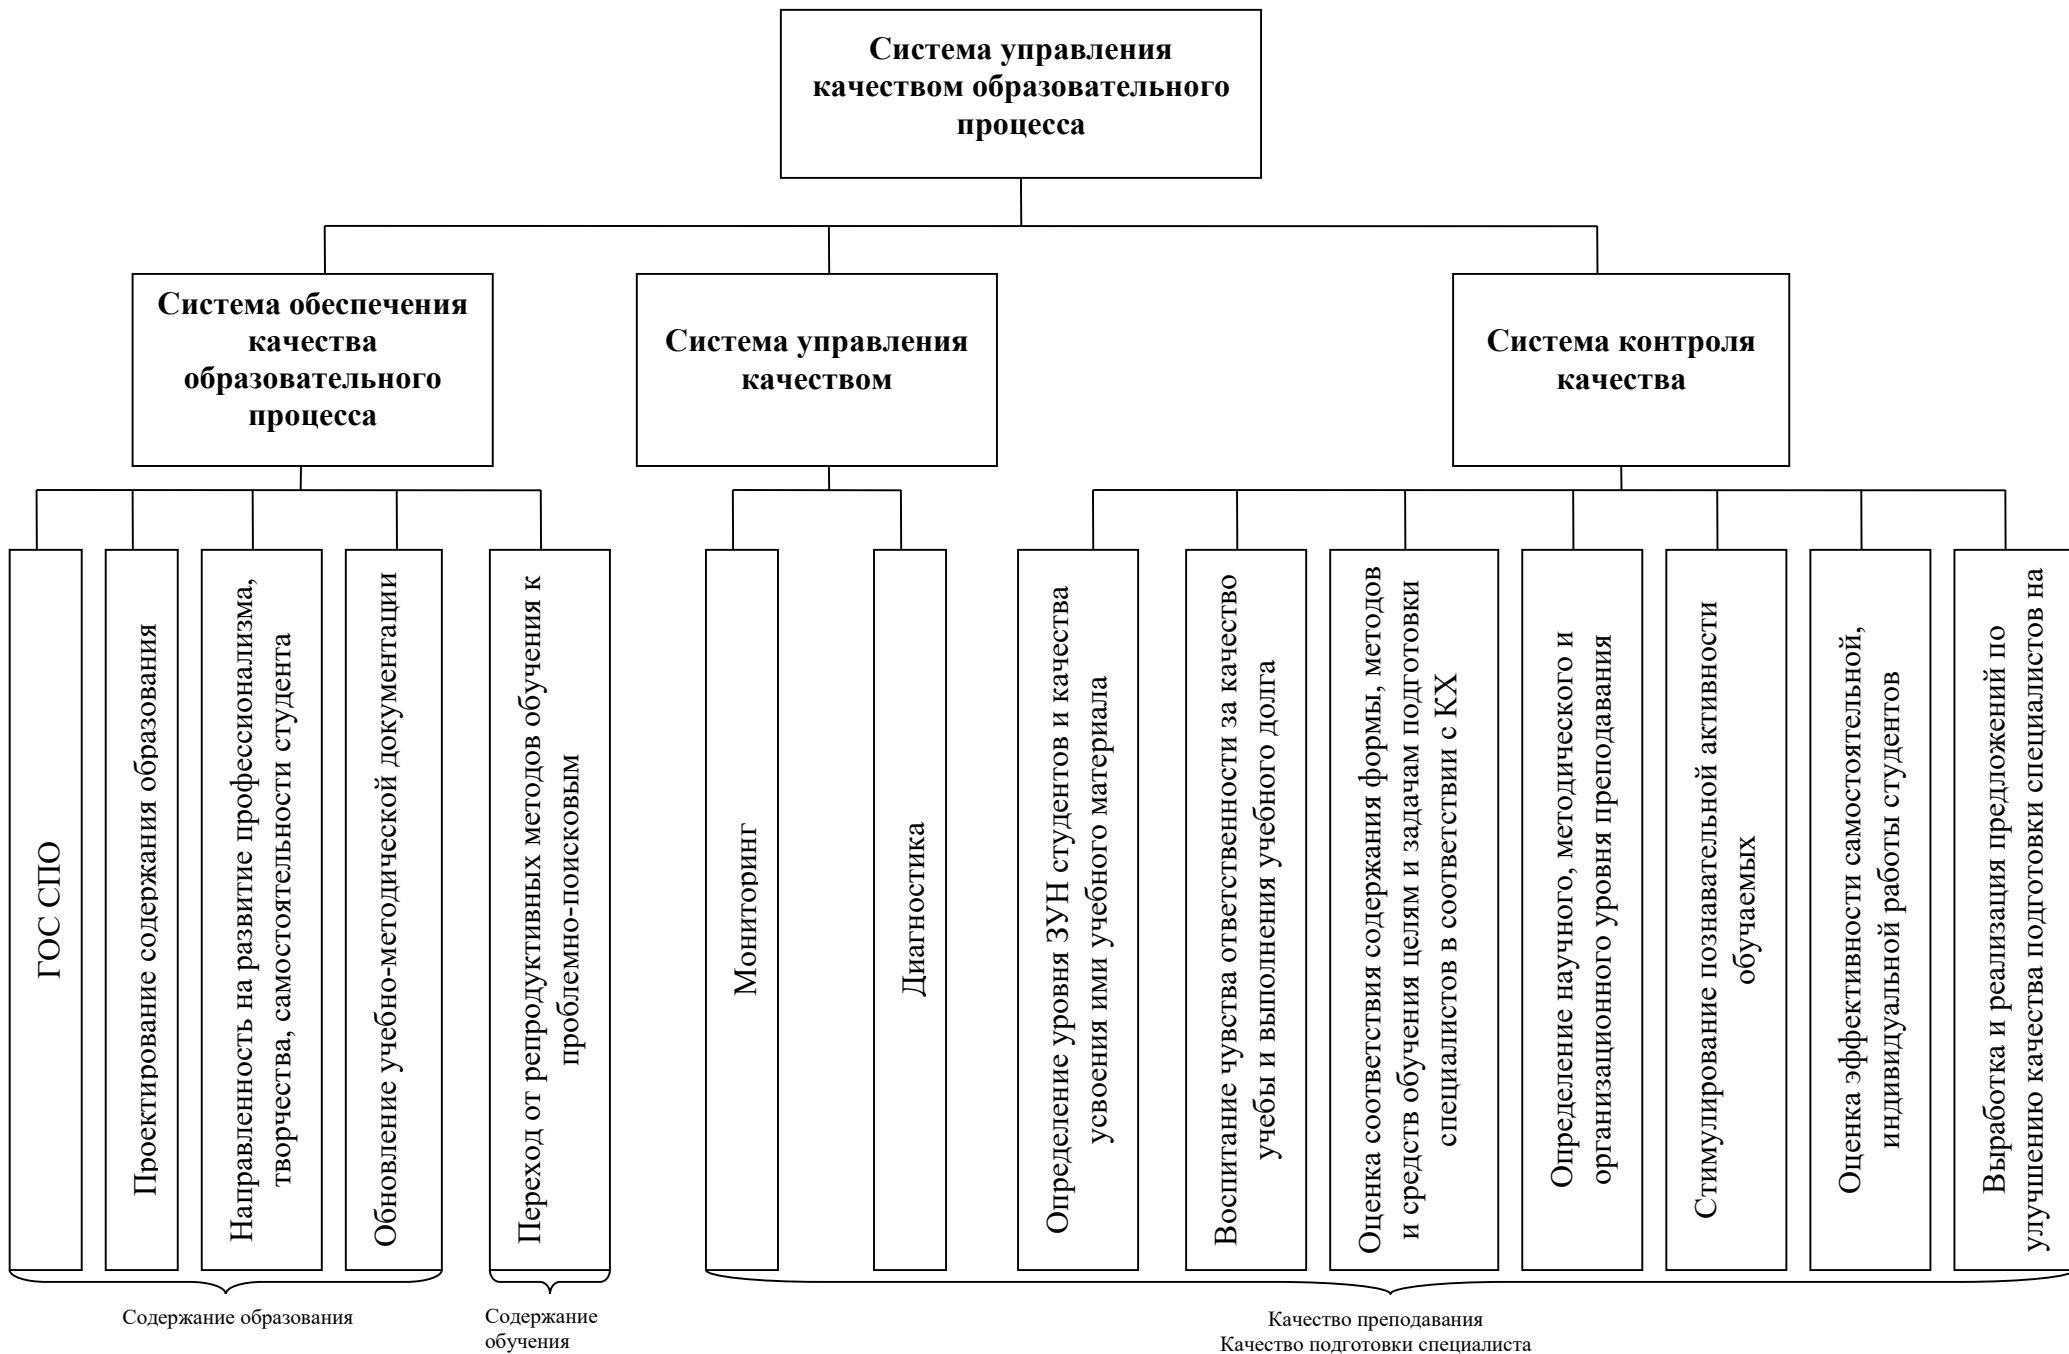 Система управления
качеством образовательного
процесса
Система обеспечения
качества
образовательного
процесса
Система управления
качеством
Система контроля
качества
ГОС СПО
Проектирование содержания образования
Направленность на развитие профессионализма,
творчества, самостоятельности студента
Обновление учебно-методической документации
Переход от репродуктивных методов обучения к
проблемно-поисковым
Мониторинг
Диагностика
Определение уровня ЗУН студентов и качества
усвоения ими учебного материала
Воспитание чувства ответственности за качество
учебы и выполнения учебного долга
Оценка соответствия содержания формы, методов
и средств обучения целям и задачам подготовки
специалистов в соответствии с КХ
Определение научного, методического и
организационного уровня преподавания
Стимулирование познавательной активности
обучаемых
Оценка эффективности самостоятельной,
индивидуальной работы студентов
Выработка и реализация предложений по
улучшению качества подготовки специалистов на
Содержание образования
Содержание
обучения
Качество преподавания
Качество подготовки специалиста